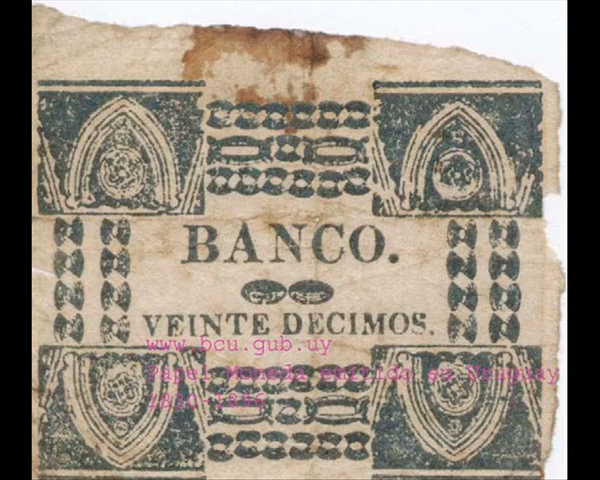 BANCO.
VEINTE DECIMOS.
www.bcu.gub.uy
Papel Moneda emitido en Uruguay